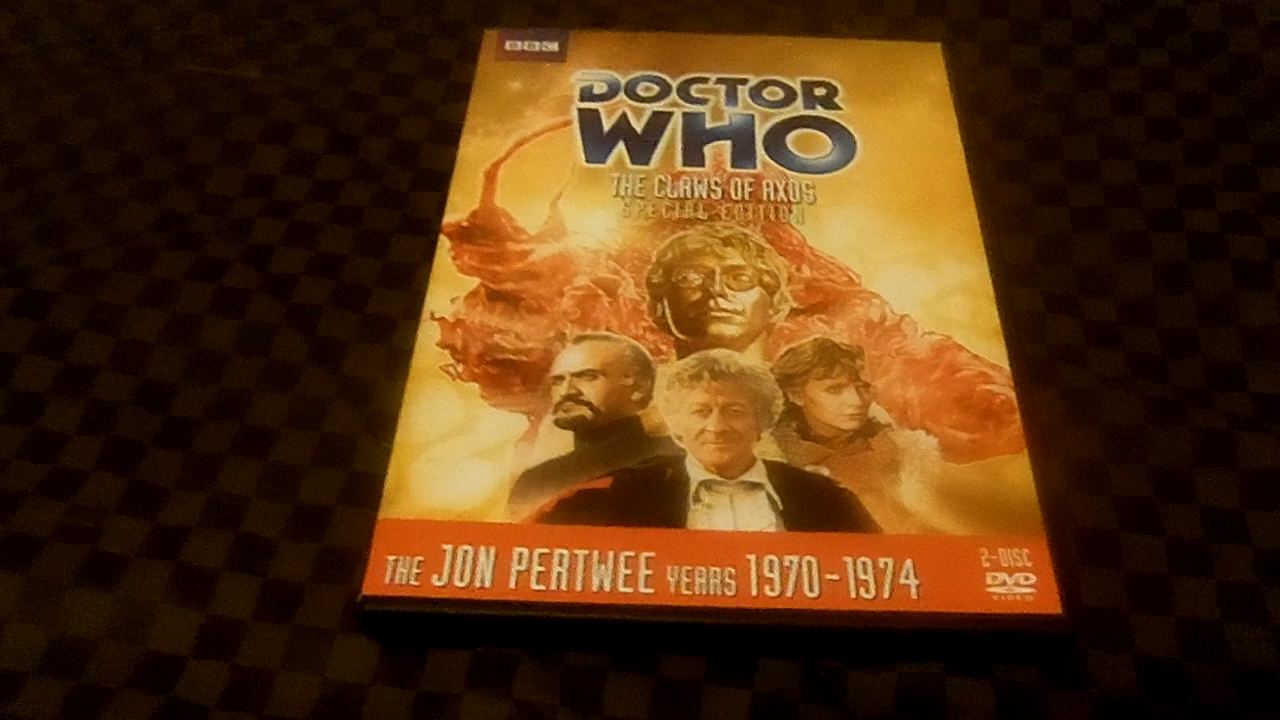 BBC
DOCTOR
WHO
THE CLAWS OF AXOS
SPECIAL EDITION
THE JON PERTWEE YEARS 1970-1974
2-DISC
DVD
VIDEO